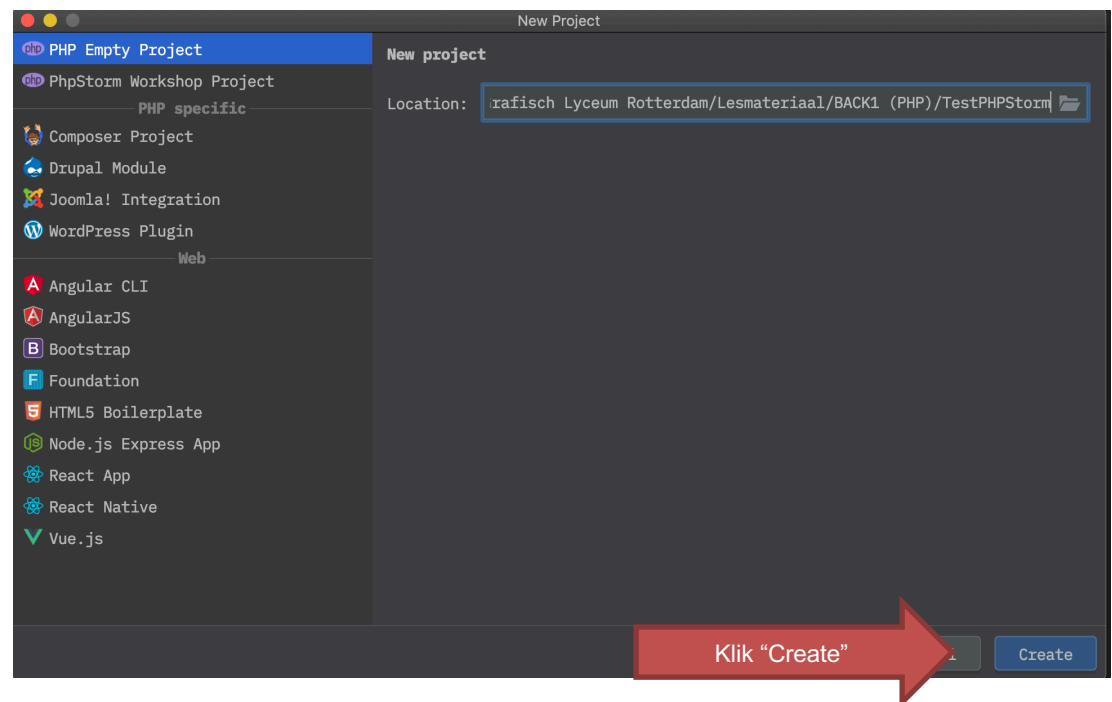 New Project
PHP Empty Project
PhpStorm Workshop Project
PHP specific
Composer Project
Drupal Module
Joomla! Integration
WordPress Plugin
Web
Angular CLI
AngularJS
Bootstrap
Foundation
HTML5 Boilerplate
Node.js Express App
React App
React Native
Vue.js
New project
Location: rafisch Lyceum Rotterdam/Lesmateriaal/BACK1 (PHP)/TestPHPStorm
Klik “Create”
Create